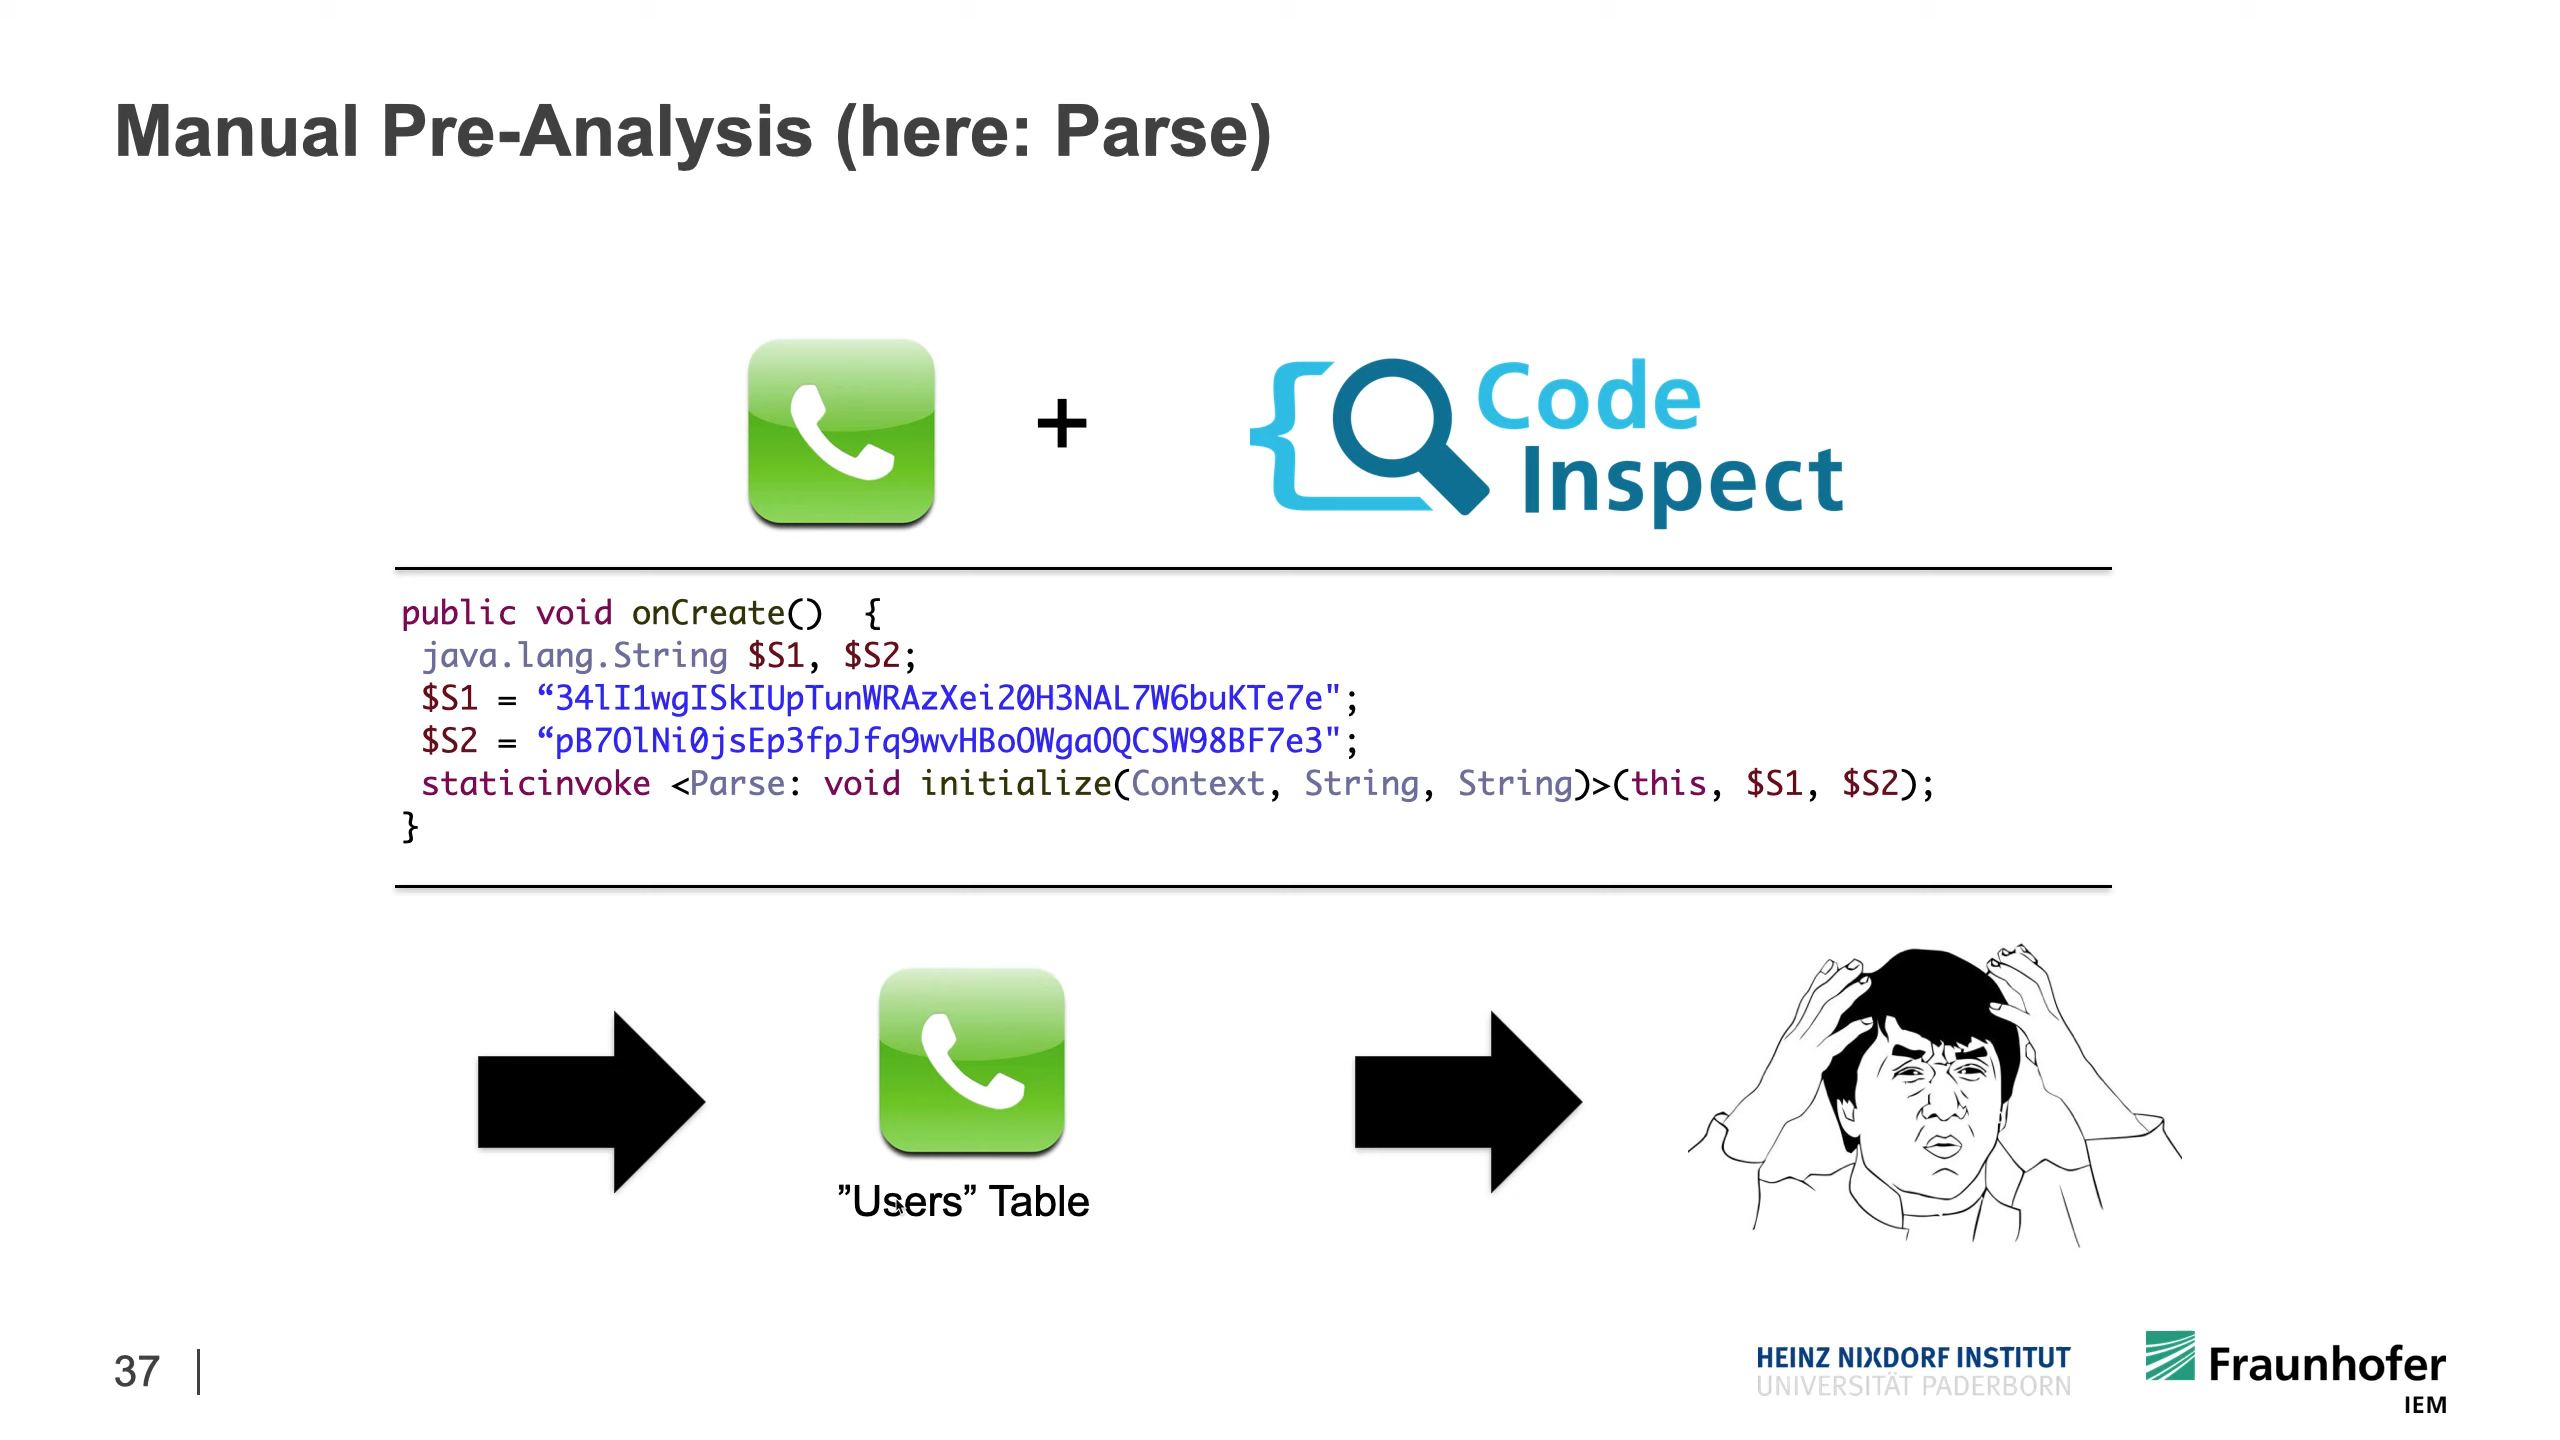 Manual Pre-Analysis (here: Parse)
+
Code
Inspect
public void onCreate() {
java.lang.String $S1, $S2;
$S1 = “34lI1wgISkIUpTunWRAzXei20H3NAL7W6buKTe7e";
$S2 = “pB7OlNi0jsEp3fpJfq9wvHBoOWgaOQCSW98BF7e3";
staticinvoke <Parse: void initialize(Context, String, String)>(this, $S1, $S2);
}
”Users” Table
37
HEINZ NIXDORF INSTITUT
UNIVERSITÄT PADERBORN
Fraunhofer
IEM